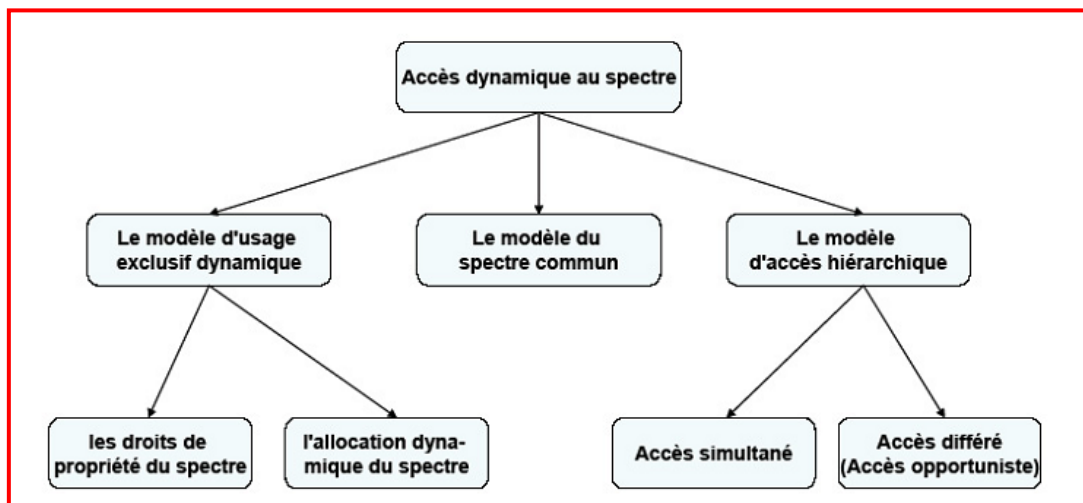 Accès dynamique au spectre
Le modèle d'usage
exclusif dynamique
Le modèle du
spectre commun
Le modèle
d'accès hiérarchique
les droits de
propriété du spectre
l'allocation dyna-
mique du spectre
Accès simultané
Accès différé
(Accès opportuniste)